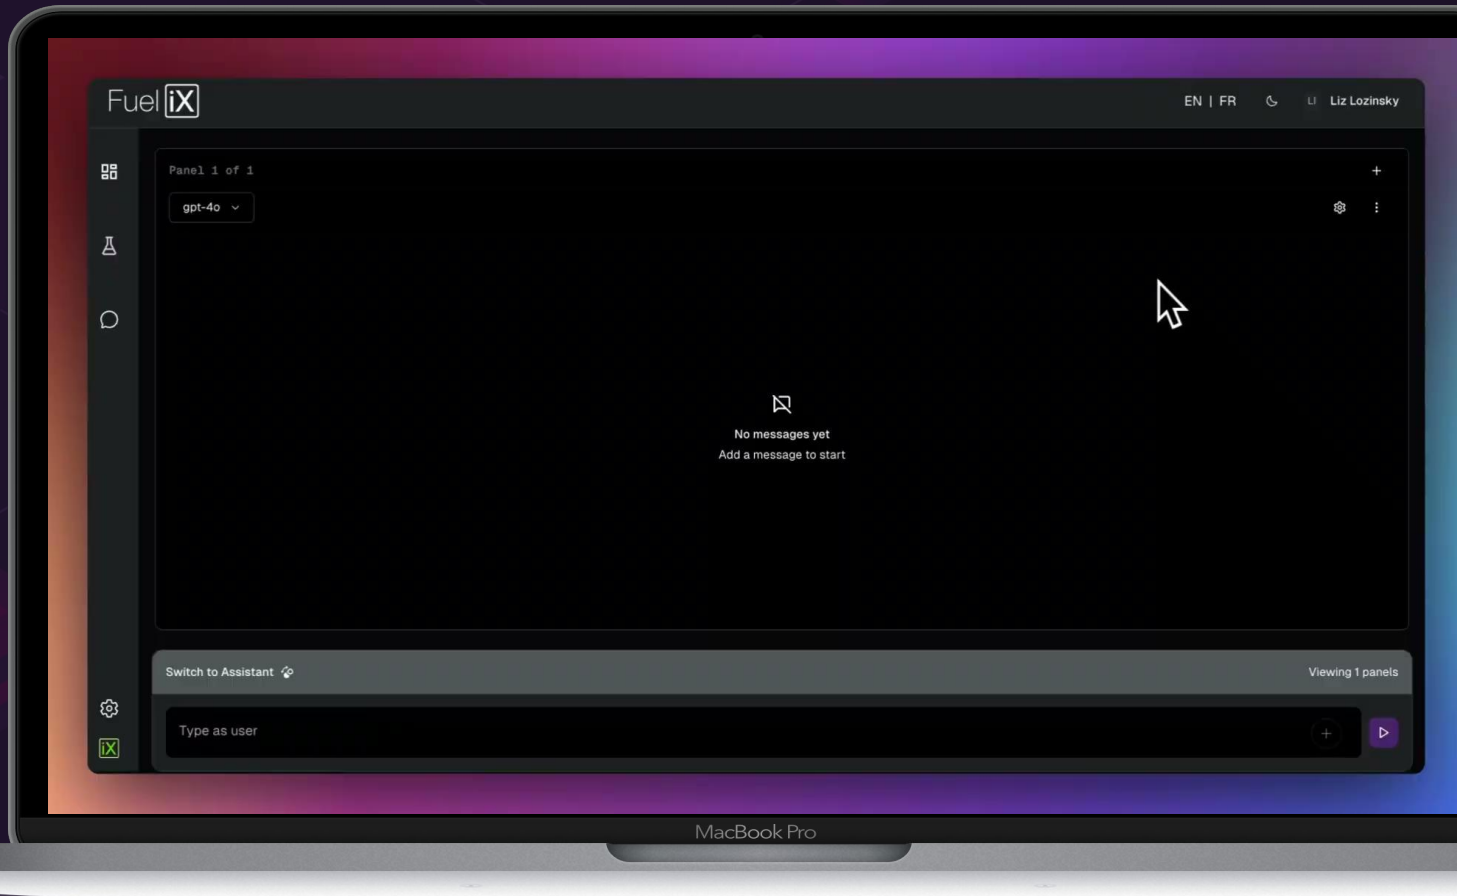 Fuel iX
EN | FR
LI Liz Lozinsky
Panel 1 of 1
gpt-4o
No messages yet
Add a message to start
Switch to Assistant
Viewing 1 panels
Type as user
iX
MacBook Pro